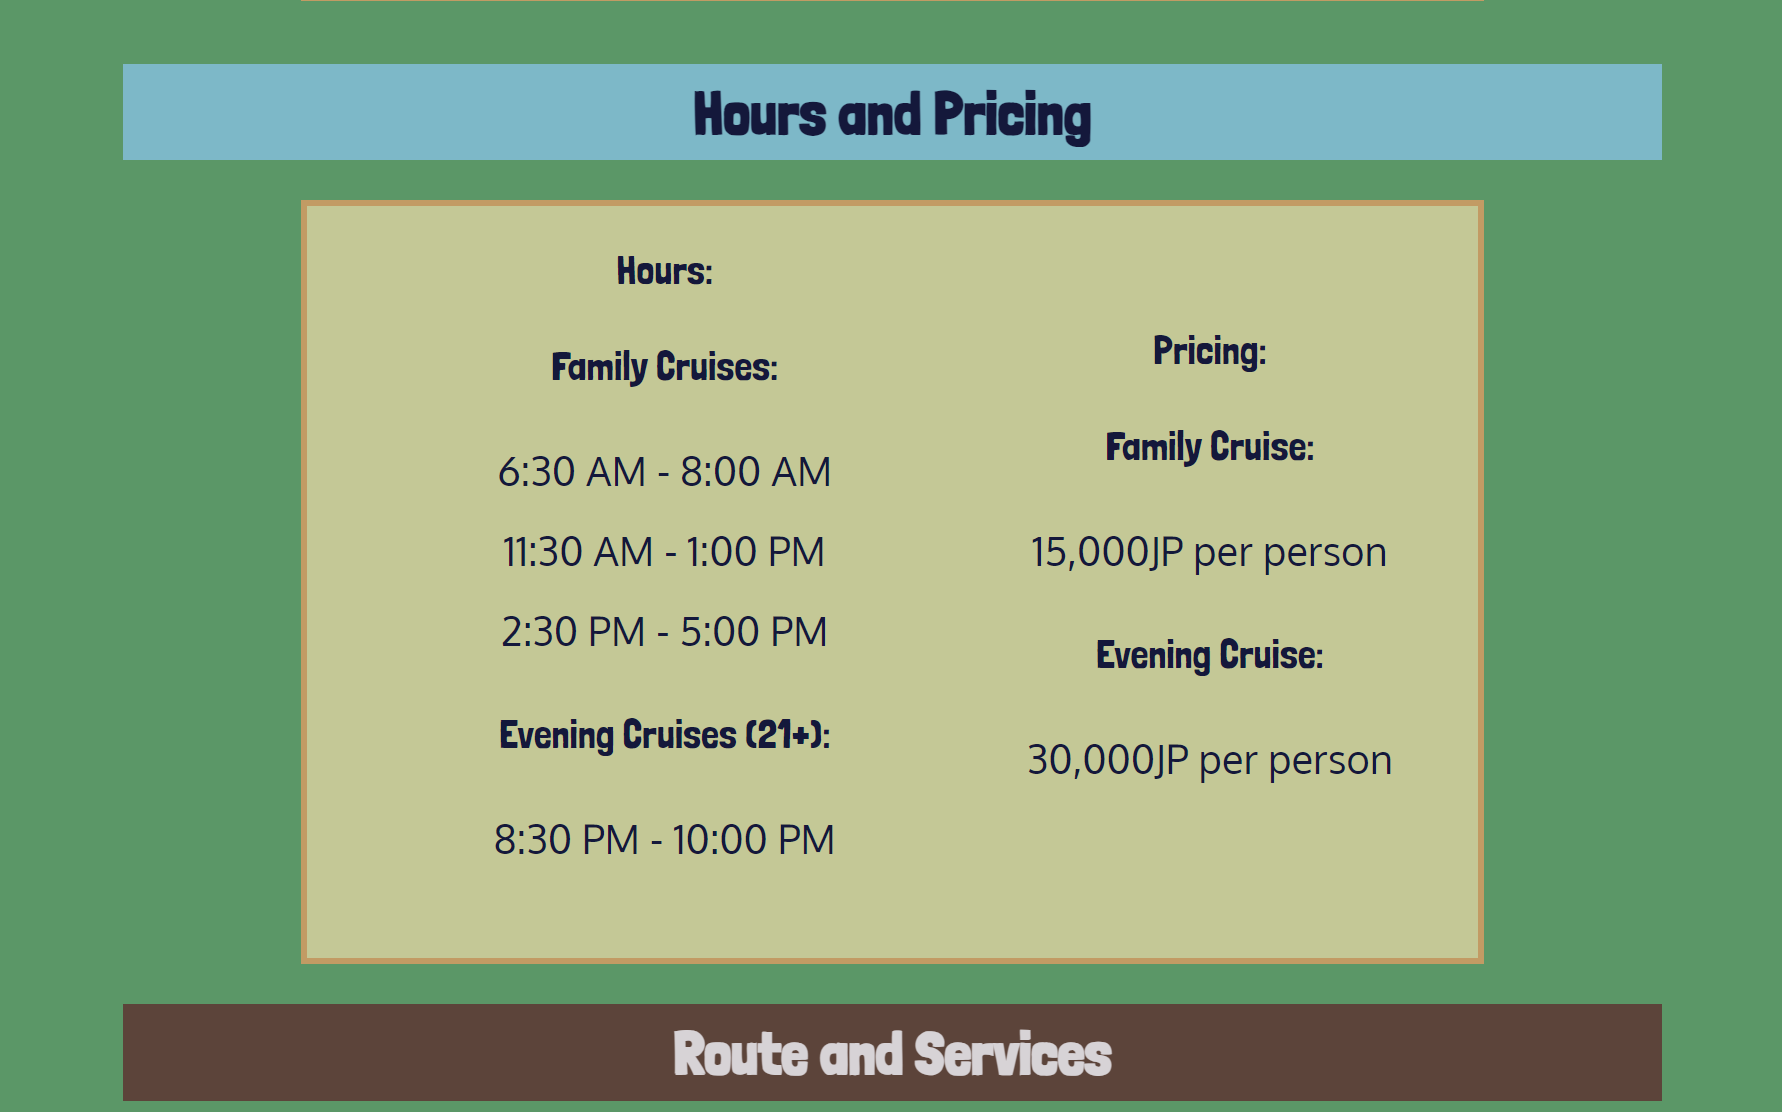 Hours and Pricing
Hours:
Family Cruises:
6:30 AM - 8:00 AM
11:30 AM - 1:00 PM
2:30 PM - 5:00 PM
Evening Cruises (21+):
8:30 PM - 10:00 PM
Pricing:
Family Cruise:
15,000JP per person
Evening Cruise:
30,000JP per person
Route and Services